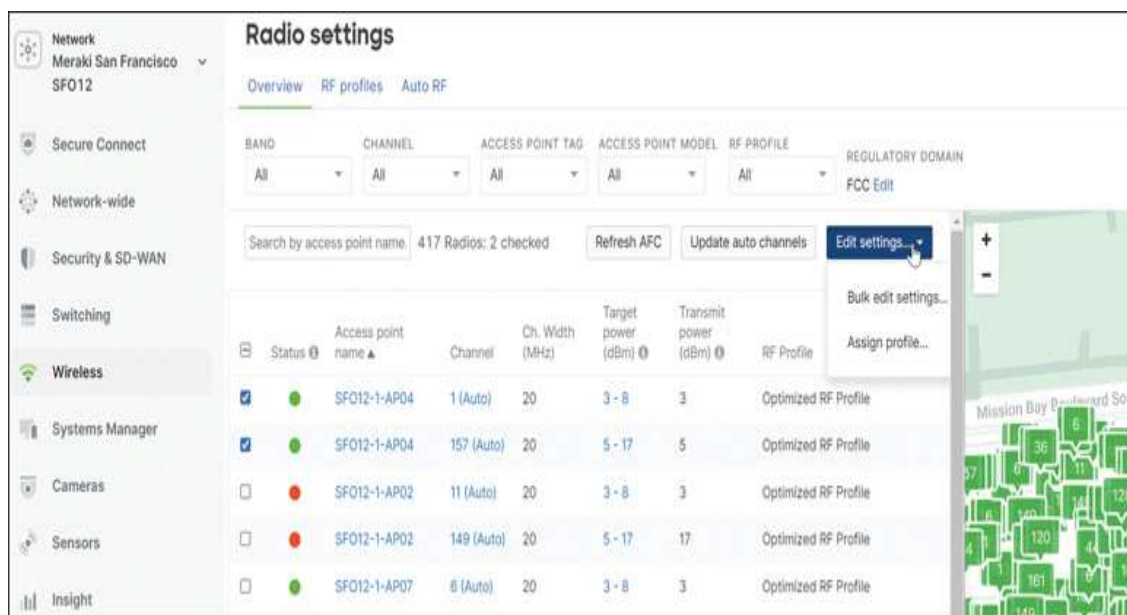 Network
Meraki San Francisco
SFO12
Secure Connect
Network-wide
Security & SD-WAN
Switching
Wireless
Systems Manager
Cameras
Sensors
Insight
Radio settings
Overview RF profiles Auto RF
BAND CHANNEL ACCESS POINT TAG ACCESS POINT MODEL RF PROFILE REGULATORY DOMAIN
All All All All All FCC Edit
Search by access point name. 417 Radios: 2 checked Refresh AFC Update auto channels Edit settings...
Bulk edit settings...
Assign profile...
Status Access point name Channel Ch. Width (MHz) Target power (dBm) Transmit power (dBm) RF Profile
SFO12-1-AP04 1 (Auto) 20 3 - 8 3 Optimized RF Profile
SFO12-1-AP04 157 (Auto) 20 5 - 17 5 Optimized RF Profile
SFO12-1-AP02 11 (Auto) 20 3 - 8 3 Optimized RF Profile
SFO12-1-AP02 149 (Auto) 20 5 - 17 17 Optimized RF Profile
SFO12-1-AP07 6 (Auto) 20 3 - 8 3 Optimized RF Profile
+
-
Mission Bay
6
36
11
120
161